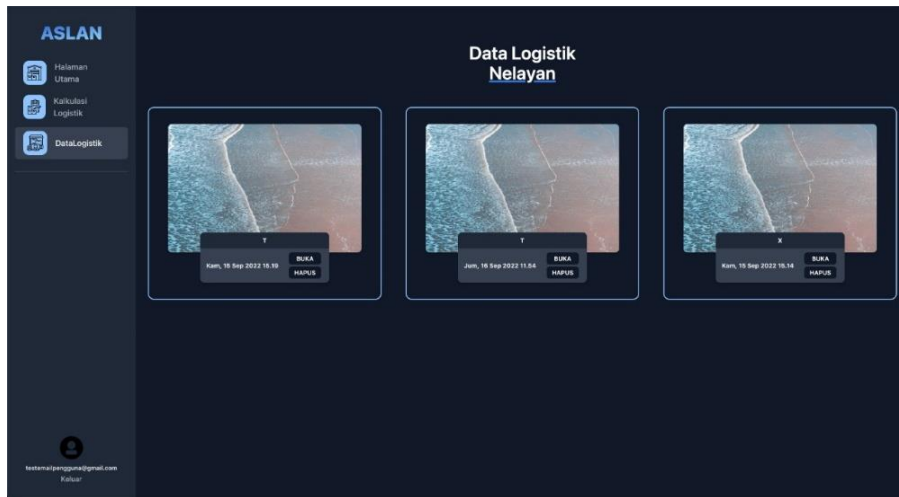 ASLAN
Halaman
Utama
Kalkulasi
Logistik
DataLogistik
testemailpengguna@gmail.com
Keluar
Data Logistik
Nelayan
T
Kam, 15 Sep 2022 15.19
BUKA
HAPUS
T
Jum, 16 Sep 2022 11.54
BUKA
HAPUS
X
Kam, 15 Sep 2022 15.14
BUKA
HAPUS